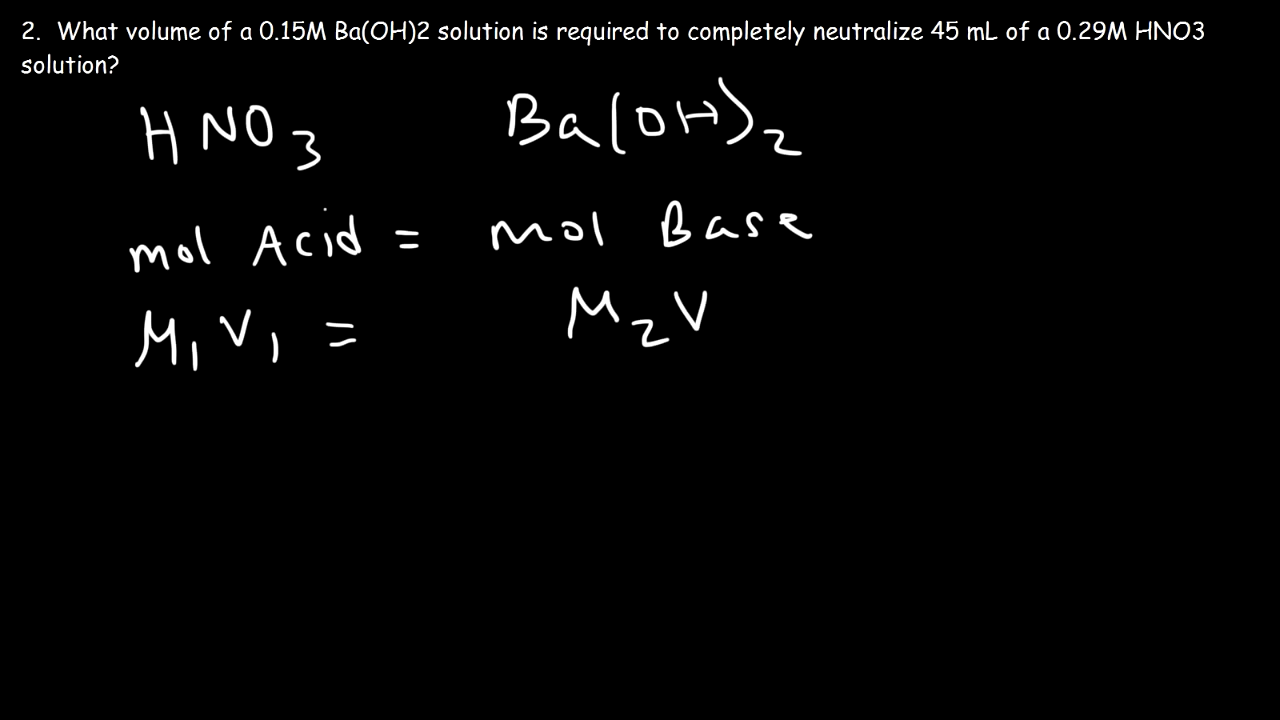 2. What volume of a 0.15M Ba(OH)2 solution is required to completely neutralize 45 mL of a 0.29M HNO3
solution?
HNO3 Ba(OH)2
mol Acid = mol Base
M1V1 = M2V